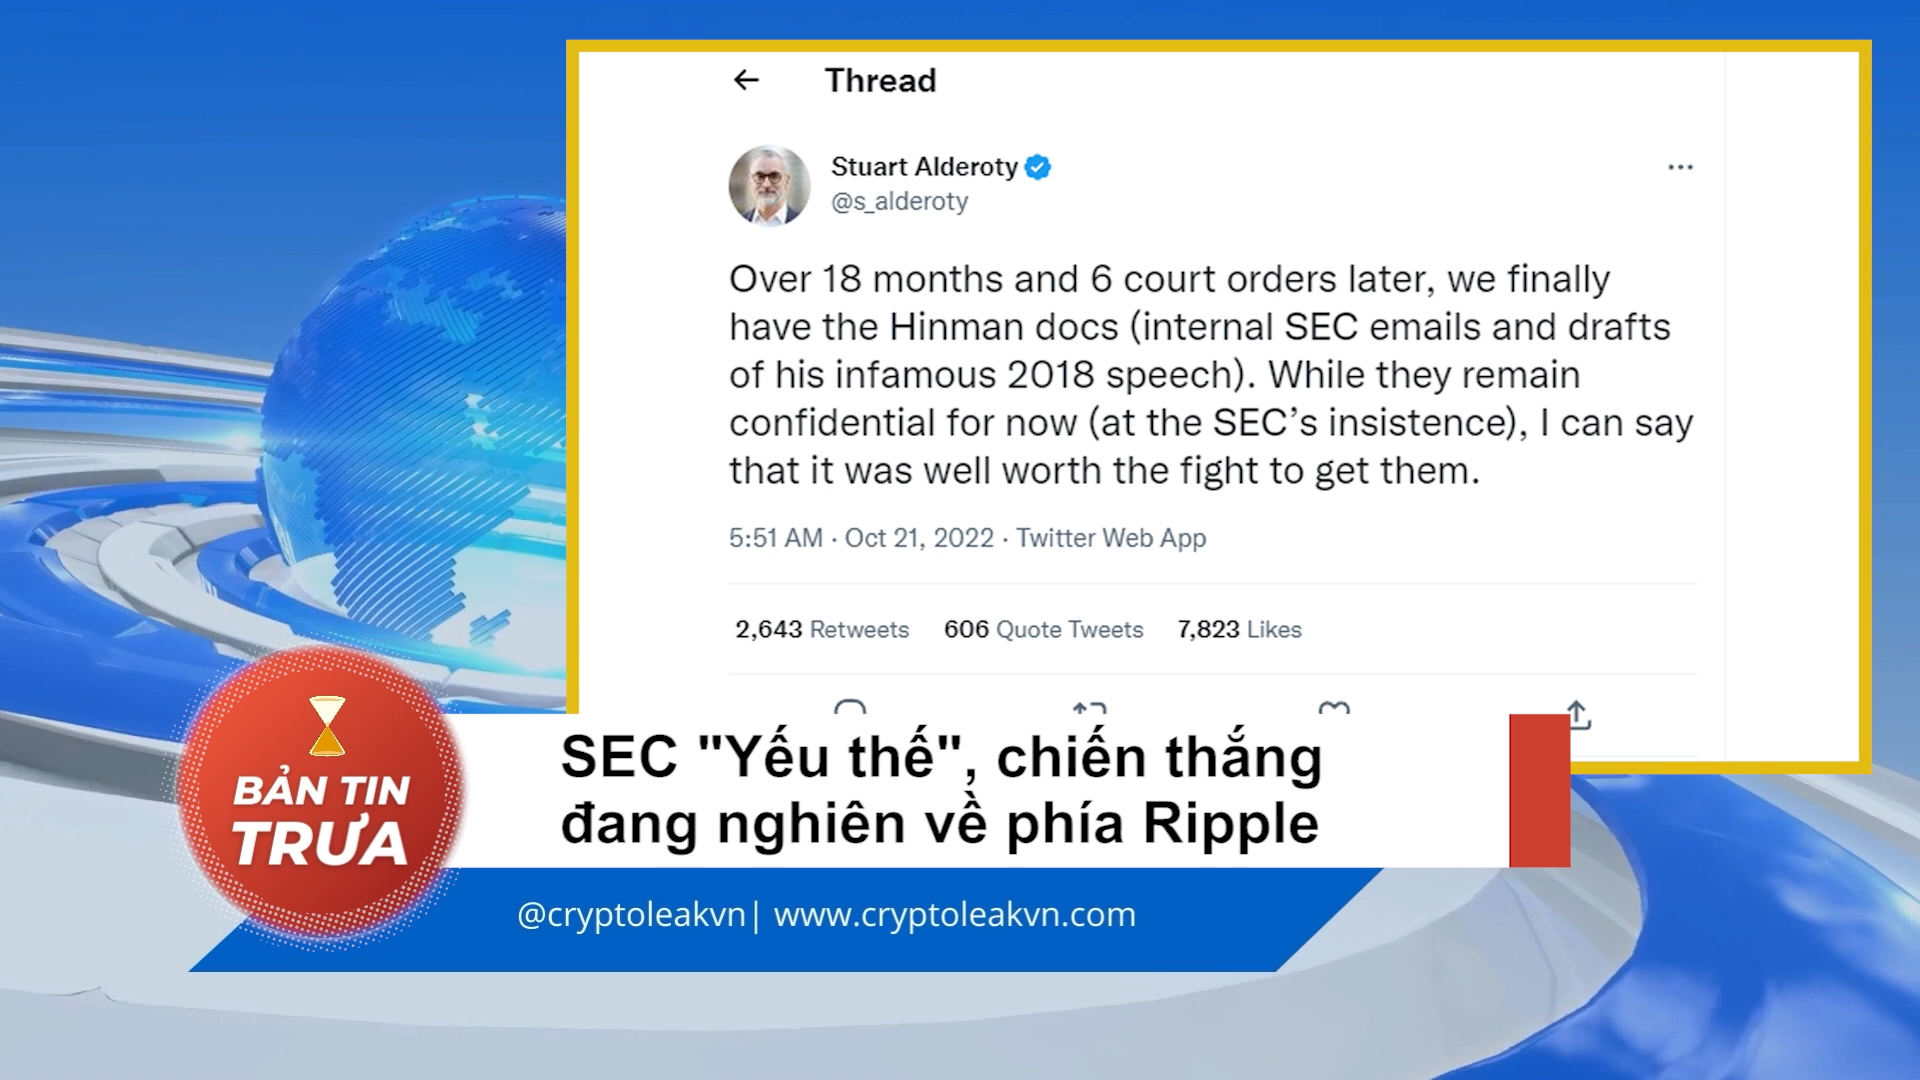 Thread
Stuart Alderoty
@s_alderoty
Over 18 months and 6 court orders later, we finally
have the Hinman docs (internal SEC emails and drafts
of his infamous 2018 speech). While they remain
confidential for now (at the SEC’s insistence), I can say
that it was well worth the fight to get them.
5:51 AM · Oct 21, 2022 · Twitter Web App
2,643 Retweets 606 Quote Tweets 7,823 Likes
BẢN TIN
TRƯA
SEC "Yếu thế", chiến thắng
đang nghiên về phía Ripple
@cryptoleakvn| www.cryptoleakvn.com